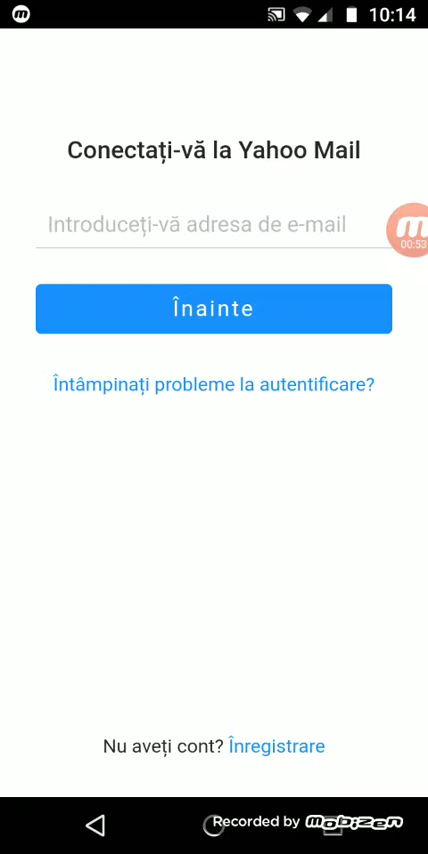 10:14
Conectați-vă la Yahoo Mail
Introduceți-vă adresa de e-mail
00:53
Înainte
Întâmpinați probleme la autentificare?
Nu aveți cont? Înregistrare
Recorded by mobizen